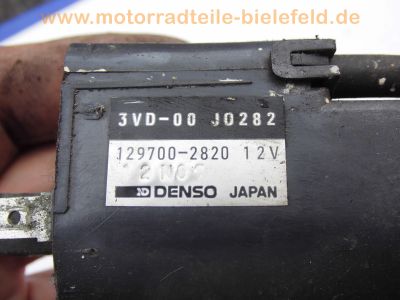 www.motorradteile-bielefeld.de
3VD-00 J0282
129700-2820 12V
DENSO JAPAN